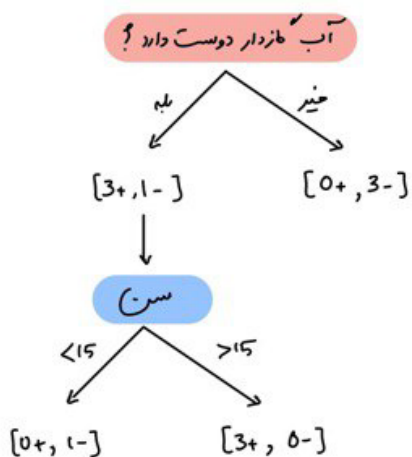 آب گازدار دوست دارد ؟
بله
خیر
[3+,1-]
[0+, 3-]
سن
<15
>15
[0+, 1-]
[3+, 0-]